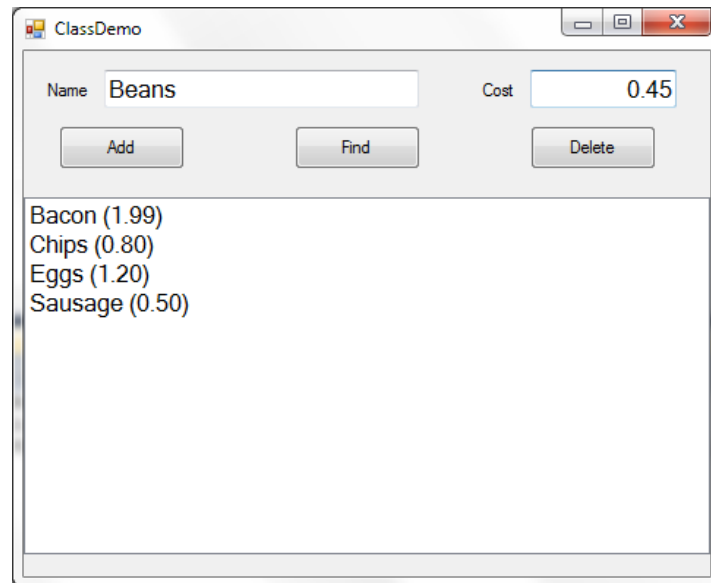 ClassDemo
Name Beans Cost 0.45
Add Find Delete
Bacon (1.99)
Chips (0.80)
Eggs (1.20)
Sausage (0.50)